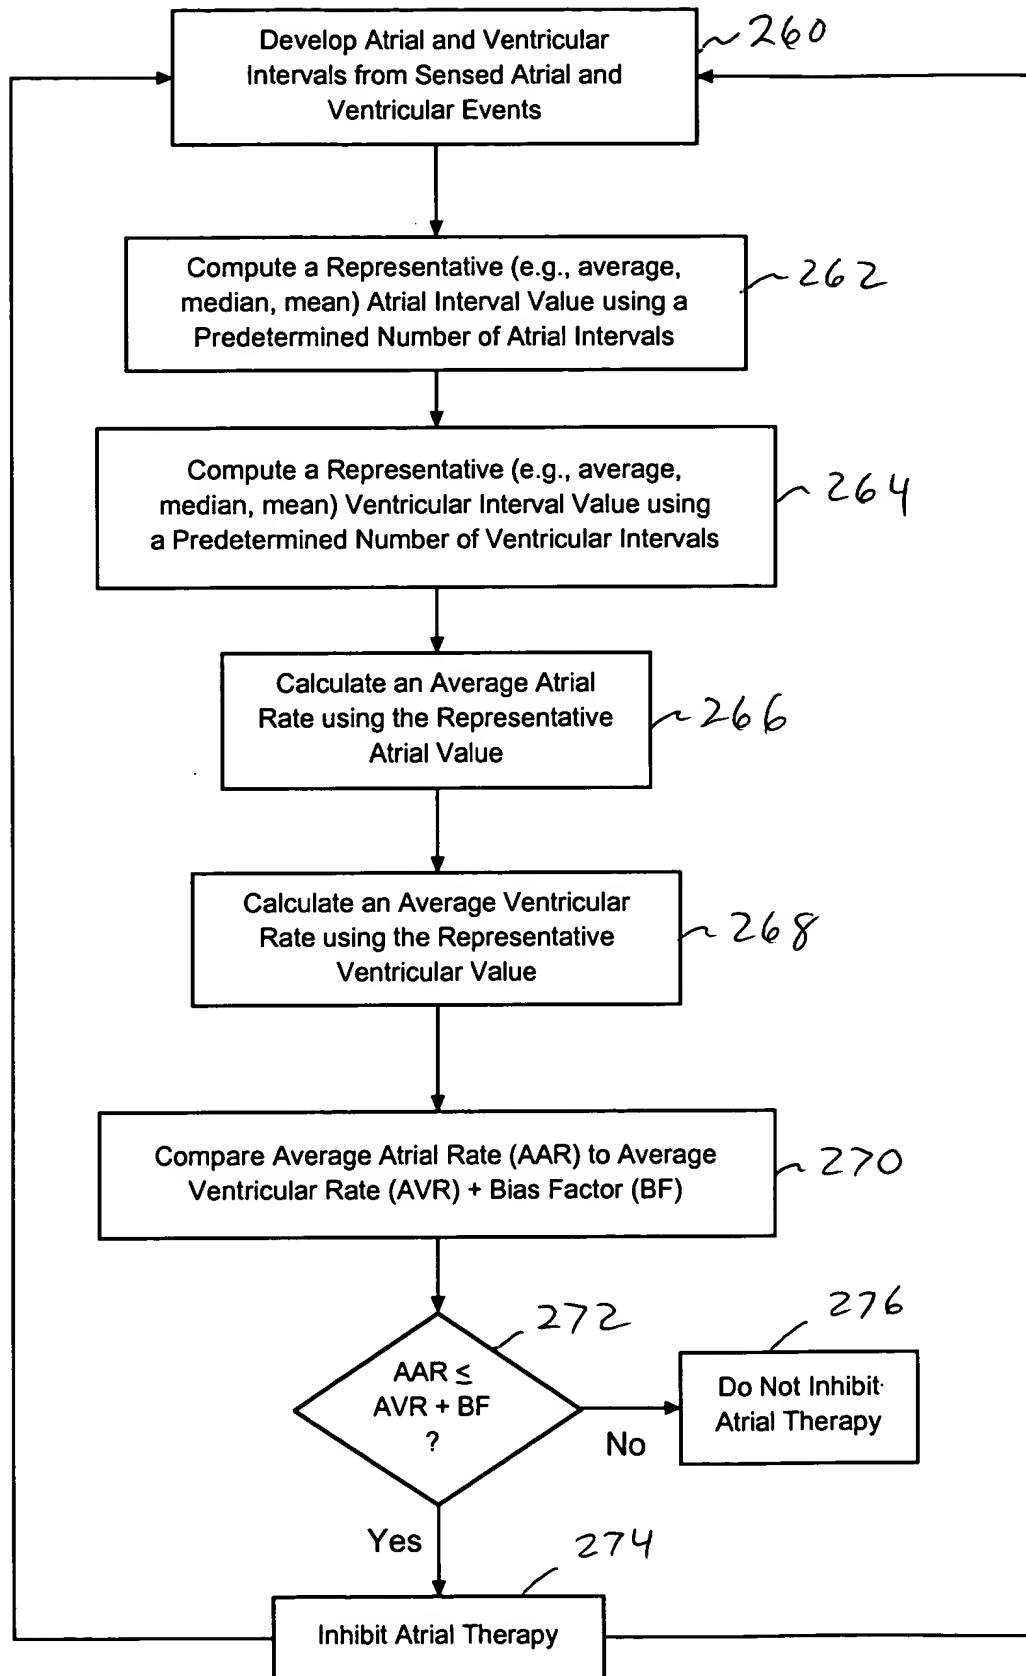 Develop Atrial and Ventricular
Intervals from Sensed Atrial and
Ventricular Events
260
Compute a Representative (e.g., average,
median, mean) Atrial Interval Value using a
Predetermined Number of Atrial Intervals
262
Compute a Representative (e.g., average,
median, mean) Ventricular Interval Value using
a Predetermined Number of Ventricular Intervals
264
Calculate an Average Atrial
Rate using the Representative
Atrial Value
266
Calculate an Average Ventricular
Rate using the Representative
Ventricular Value
268
Compare Average Atrial Rate (AAR) to Average
Ventricular Rate (AVR) + Bias Factor (BF)
270
272
AAR ≤
AVR + BF
?
No
276
Do Not Inhibit
Atrial Therapy
Yes
274
Inhibit Atrial Therapy